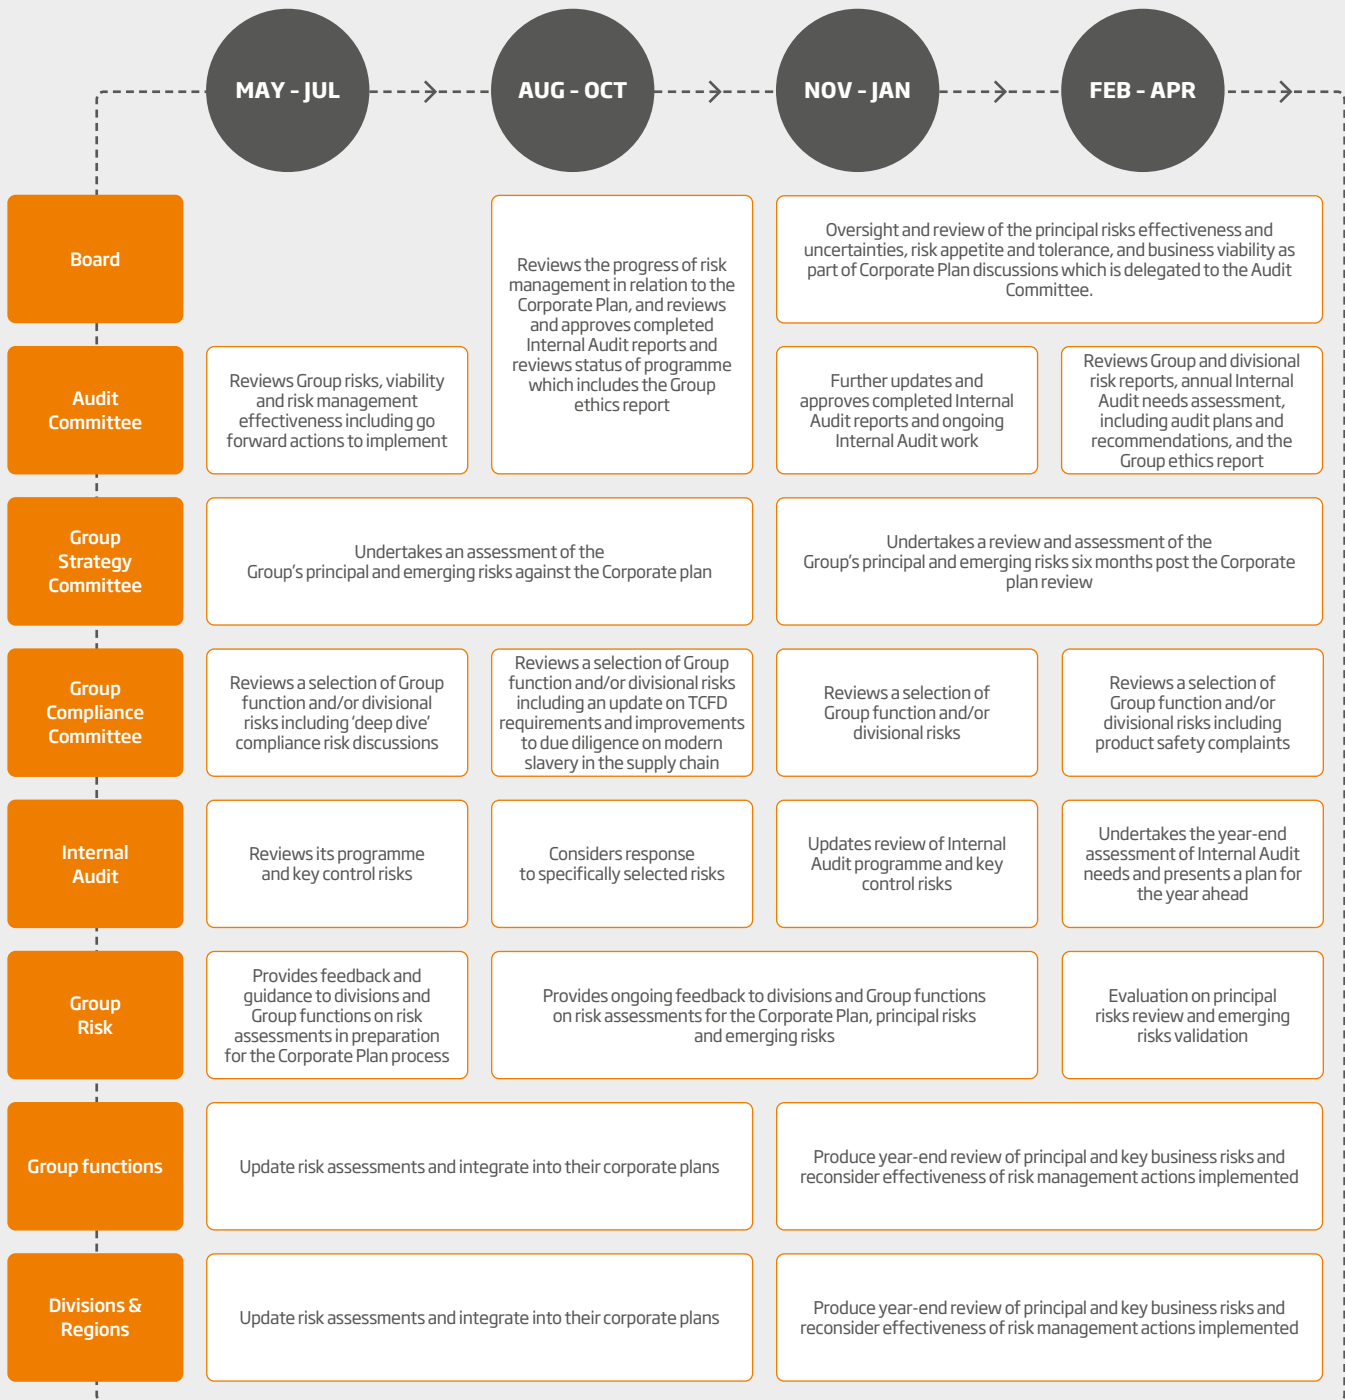 MAY – JUL
AUG – OCT
NOV – JAN
FEB – APR
Board
Reviews the progress of risk
management in relation to the
Corporate Plan, and reviews
and approves completed
Internal Audit reports and
reviews status of programme
which includes the Group
ethics report
Oversight and review of the principal risks effectiveness and
uncertainties, risk appetite and tolerance, and business viability as
part of Corporate Plan discussions which is delegated to the Audit
Committee.
Audit
Committee
Reviews Group risks, viability
and risk management
effectiveness including go
forward actions to implement
Further updates and
approves completed Internal
Audit reports and ongoing
Internal Audit work
Reviews Group and divisional
risk reports, annual Internal
Audit needs assessment,
including audit plans and
recommendations, and the
Group ethics report
Group
Strategy
Committee
Undertakes an assessment of the
Group’s principal and emerging risks against the Corporate plan
Undertakes a review and assessment of the
Group’s principal and emerging risks six months post the Corporate
plan review
Group
Compliance
Committee
Reviews a selection of Group
function and/or divisional
risks including ‘deep dive’
compliance risk discussions
Reviews a selection of Group
function and/or divisional risks
including an update on TCFD
requirements and improvements
to due diligence on modern
slavery in the supply chain
Reviews a selection of
Group function and/or
divisional risks
Reviews a selection of
Group function and/or
divisional risks including
product safety complaints
Internal
Audit
Reviews its programme
and key control risks
Considers response
to specifically selected risks
Updates review of Internal
Audit programme and key
control risks
Undertakes the year-end
assessment of Internal Audit
needs and presents a plan for
the year ahead
Group
Risk
Provides feedback and
guidance to divisions and
Group functions on risk
assessments in preparation
for the Corporate Plan process
Provides ongoing feedback to divisions and Group functions
on risk assessments for the Corporate Plan, principal risks
and emerging risks
Evaluation on principal
risks review and emerging
risks validation
Group functions
Update risk assessments and integrate into their corporate plans
Produce year-end review of principal and key business risks and
reconsider effectiveness of risk management actions implemented
Divisions &
Regions
Update risk assessments and integrate into their corporate plans
Produce year-end review of principal and key business risks and
reconsider effectiveness of risk management actions implemented